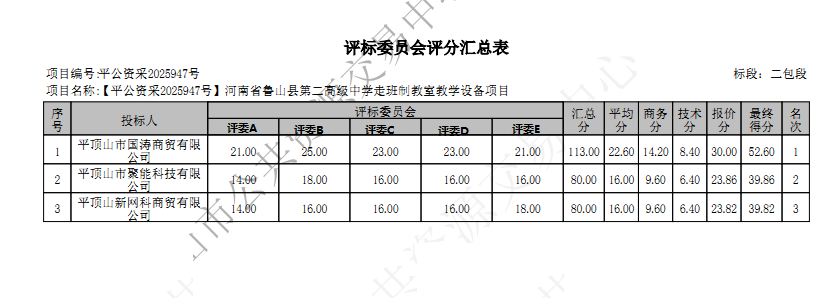 评标委员会评分汇总表
项目编号:平公资采2025947号 标段：二包段
项目名称:【平公资采2025947号】河南省鲁山县第二高级中学走班制教室教学设备项目
序号 投标人 评标委员会 汇总分 平均分 商务分 技术分 报价分 最终得分 名次
评委A 评委B 评委C 评委D 评委E
1 平顶山市国涛商贸有限公司 21.00 25.00 23.00 23.00 21.00 113.00 22.60 14.20 8.40 30.00 52.60 1
2 平顶山市聚能科技有限公司 14.00 18.00 16.00 16.00 16.00 80.00 16.00 9.60 6.40 23.86 39.86 2
3 平顶山新网科商贸有限公司 14.00 16.00 16.00 16.00 18.00 80.00 16.00 9.60 6.40 23.82 39.82 3